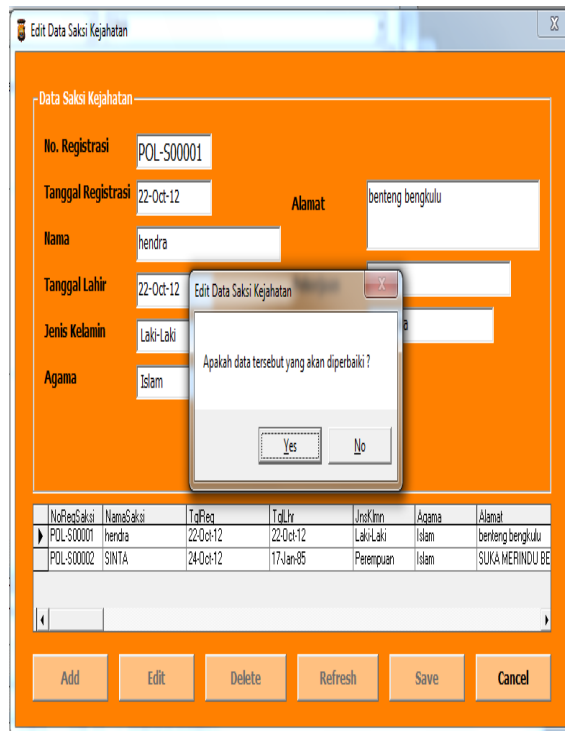 Edit Data Saksi Kejahatan
Data Saksi Kejahatan
No. Registrasi POL-S00001
Tanggal Registrasi 22-Oct-12
Alamat benteng bengkulu
Nama hendra
Tanggal Lahir 22-Oct-12
Jenis Kelamin Laki-Laki
Agama Islam
Edit Data Saksi Kejahatan
Apakah data tersebut yang akan diperbaiki ?
Yes No
NoRegSaksi NamaSaksi TglReg TglLhr JnsKlmn Agama Alamat
POL-S00001 hendra 22-Oct-12 22-Oct-12 Laki-Laki Islam benteng bengkulu
POL-S00002 SINTA 24-Oct-12 17-Jan-85 Perempuan Islam SUKA MERINDU BE
Add Edit Delete Refresh Save Cancel